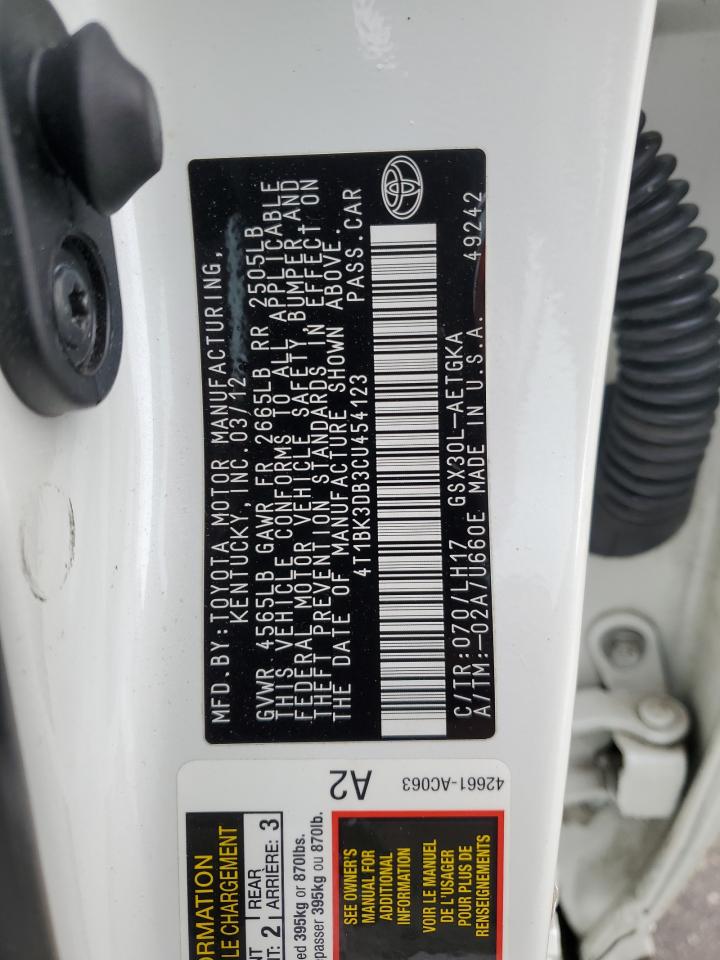 MFD.BY:TOYOTA MOTOR MANUFACTURING,
KENTUCKY, INC. 03/12
GVWR 4565LB GAWR FR 2665LB RR 2505LB
THIS VEHICLE CONFORMS TO ALL APPLICABLE
FEDERAL MOTOR VEHICLE SAFETY, BUMPER AND
THEFT PREVENTION STANDARDS IN EFFECT ON
THE DATE OF MANUFACTURE SHOWN ABOVE.
4T1BK3DB3CU454123 PASS.CAR
C/TR:070/LH17 GSX30L-AETGKA
A/TM:-02A/U660E MADE IN U.S.A. 49242
A2
42661-AC063
LE CHARGEMENT
2 REAR
ARRIÈRE: 3
395kg or 870lbs.
395kg ou 870lb.
SEE OWNER'S
MANUAL FOR
ADDITIONAL
INFORMATION
VOIR LE MANUEL
DE L'USAGER
POUR PLUS DE
RENSEIGNEMENTS